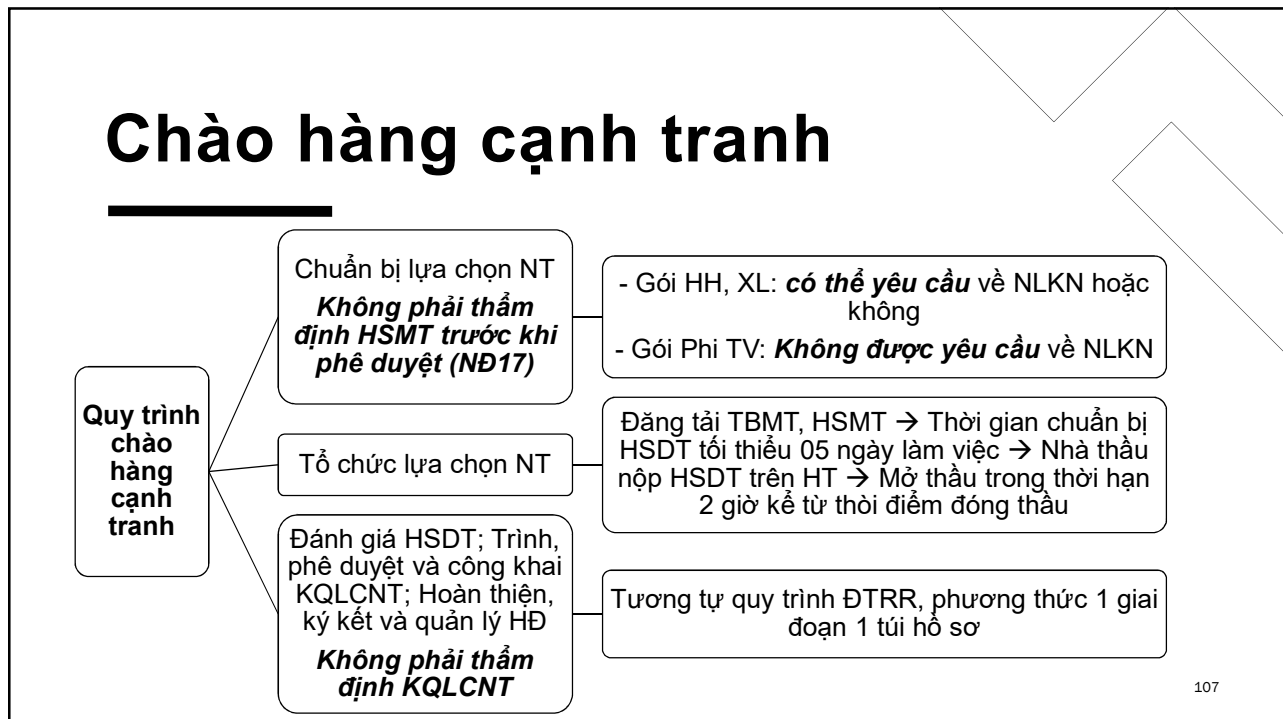 Chào hàng cạnh tranh
Quy trình
chào
hàng
cạnh
tranh
Chuẩn bị lựa chọn NT
Không phải thẩm
định HSMT trước khi
phê duyệt (NĐ17)
- Gói HH, XL: có thể yêu cầu về NLKN hoặc
không
- Gói Phi TV: Không được yêu cầu về NLKN
Tổ chức lựa chọn NT
Đăng tải TBMT, HSMT → Thời gian chuẩn bị
HSDT tối thiểu 05 ngày làm việc → Nhà thầu
nộp HSDT trên HT → Mở thầu trong thời hạn
2 giờ kể từ thòi điểm đóng thầu
Đánh giá HSDT; Trình,
phê duyệt và công khai
KQLCNT; Hoàn thiện,
ký kết và quản lý HĐ
Không phải thẩm
định KQLCNT
Tương tự quy trình ĐTRR, phương thức 1 giai
đoạn 1 túi hồ sơ
107